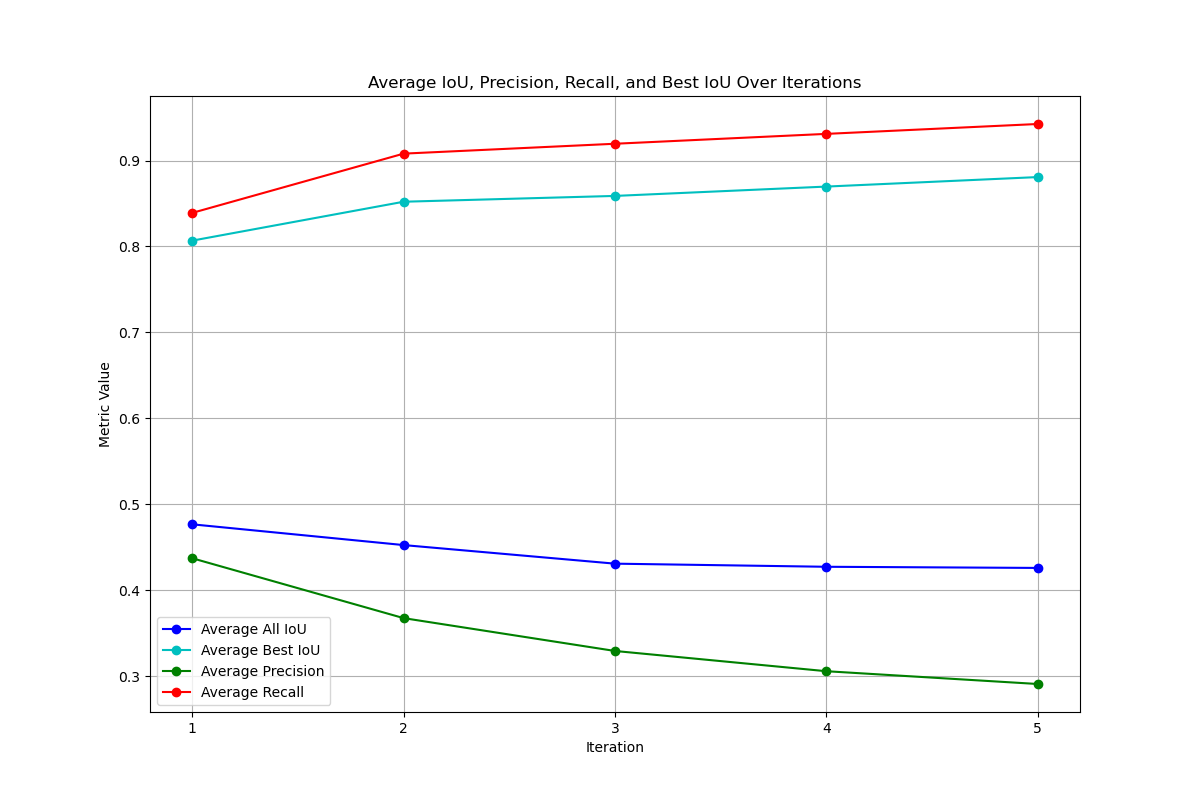 Average IoU, Precision, Recall, and Best IoU Over Iterations
Metric Value
0.9
0.8
0.7
0.6
0.5
0.4
0.3
Average All IoU
Average Best IoU
Average Precision
Average Recall
1 2 3 4 5
Iteration